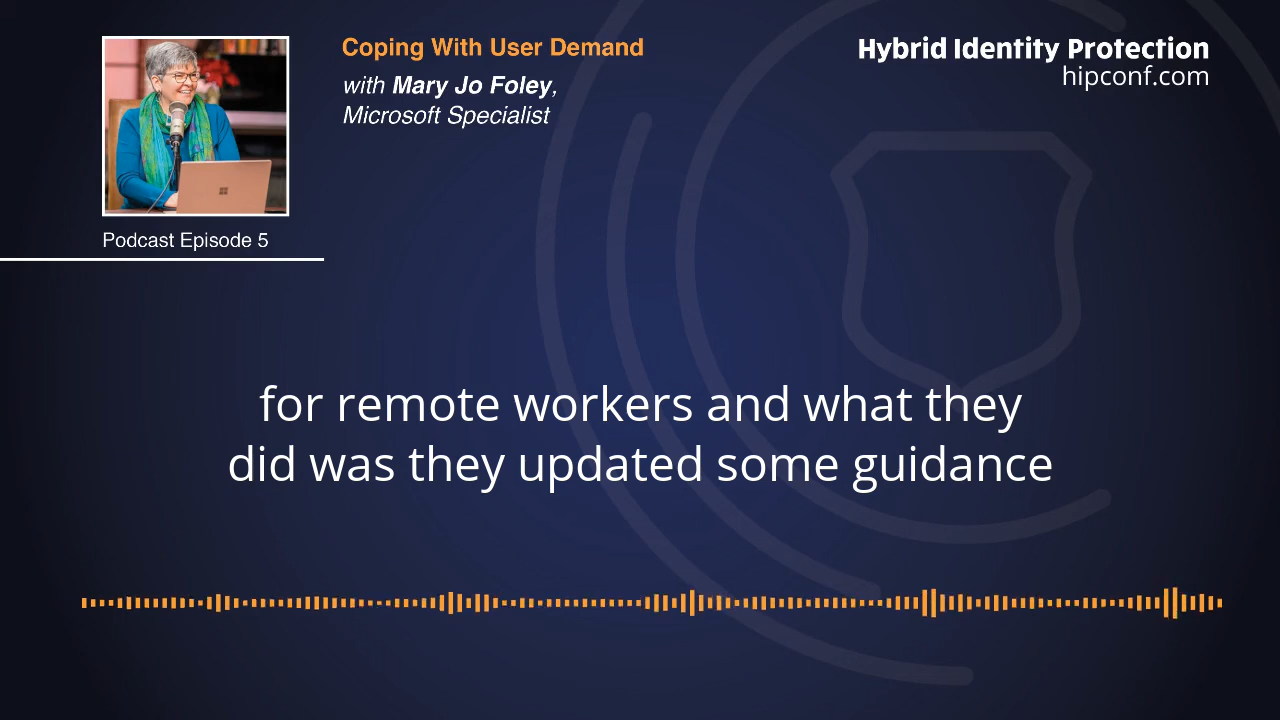 Coping With User Demand
with Mary Jo Foley,
Microsoft Specialist
Hybrid Identity Protection
hipconf.com
Podcast Episode 5
for remote workers and what they
did was they updated some guidance